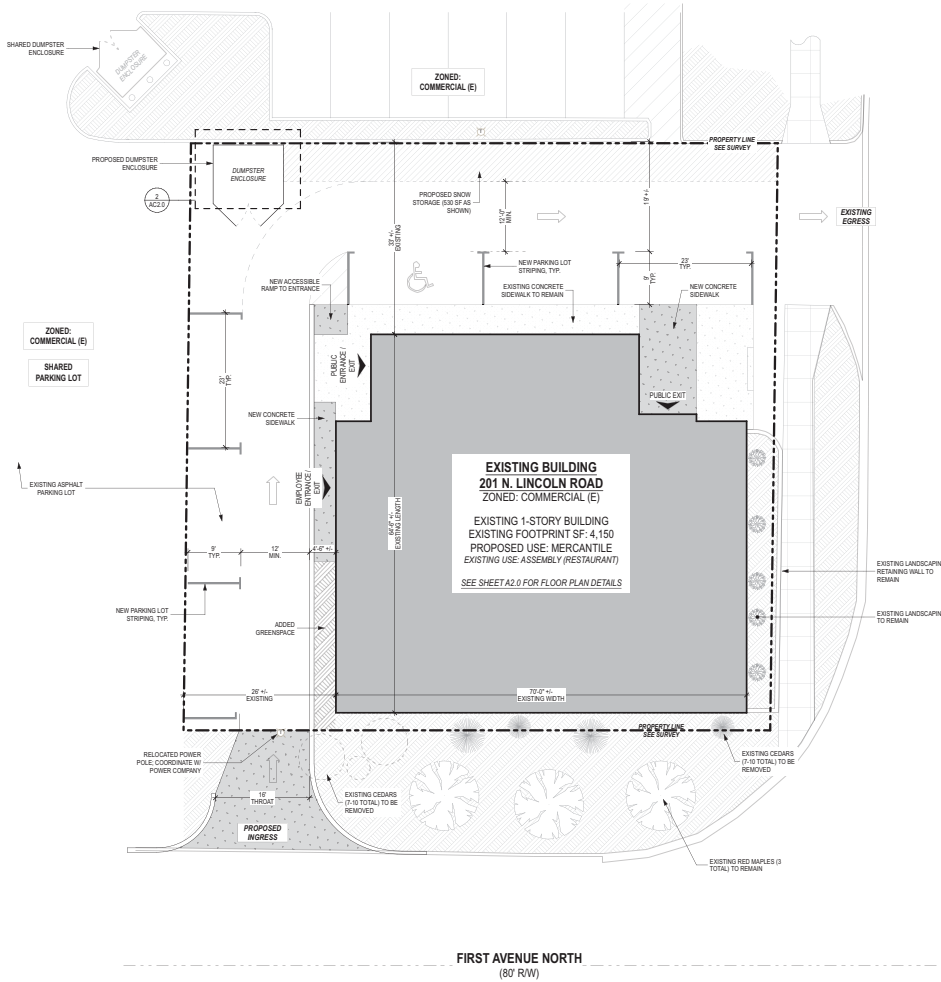 SHARED DUMPSTER
ENCLOSURE
DUMPSTER
ENCLOSURE
ZONED:
COMMERCIAL (E)
T
PROPERTY LINE
SEE SURVEY
PROPOSED DUMPSTER
ENCLOSURE
DUMPSTER
ENCLOSURE
2
AC2.0
PROPOSED SNOW
STORAGE (530 SF AS
SHOWN)
12'-0"
MIN.
19' +/-
33' +/-
EXISTING
EXISTING
EGRESS
NEW ACCESSIBLE
RAMP TO ENTRANCE
NEW PARKING LOT
STRIPING, TYP.
EXISTING CONCRETE
SIDEWALK TO REMAIN
23'
TYP.
9'
TYP.
NEW CONCRETE
SIDEWALK
ZONED:
COMMERCIAL (E)
SHARED
PARKING LOT
23'
TYP.
PUBLIC
ENTRANCE /
EXIT
PUBLIC EXIT
NEW CONCRETE
SIDEWALK
EXISTING ASPHALT
PARKING LOT
EMPLOYEE
ENTRANCE /
EXIT
64'-6" +/-
EXISTING LENGTH
EXISTING BUILDING
201 N. LINCOLN ROAD
ZONED: COMMERCIAL (E)
EXISTING 1-STORY BUILDING
EXISTING FOOTPRINT SF: 4,150
PROPOSED USE: MERCANTILE
EXISTING USE: ASSEMBLY (RESTAURANT)
SEE SHEET A2.0 FOR FLOOR PLAN DETAILS
9'
TYP.
12'
MIN.
4'-6" +/-
EXISTING LANDSCAPIN
RETAINING WALL TO
REMAIN
NEW PARKING LOT
STRIPING, TYP.
EXISTING LANDSCAPIN
TO REMAIN
ADDED
GREENSPACE
26' +/-
EXISTING
70'-0" +/-
EXISTING WIDTH
PROPERTY LINE
SEE SURVEY
RELOCATED POWER
POLE; COORDINATE W/
POWER COMPANY
EXISTING CEDARS
(7-10 TOTAL) TO BE
REMOVED
16'
THROAT
EXISTING CEDARS
(7-10 TOTAL) TO BE
REMOVED
PROPOSED
INGRESS
EXISTING RED MAPLES (3
TOTAL) TO REMAIN
FIRST AVENUE NORTH
(80' R/W)